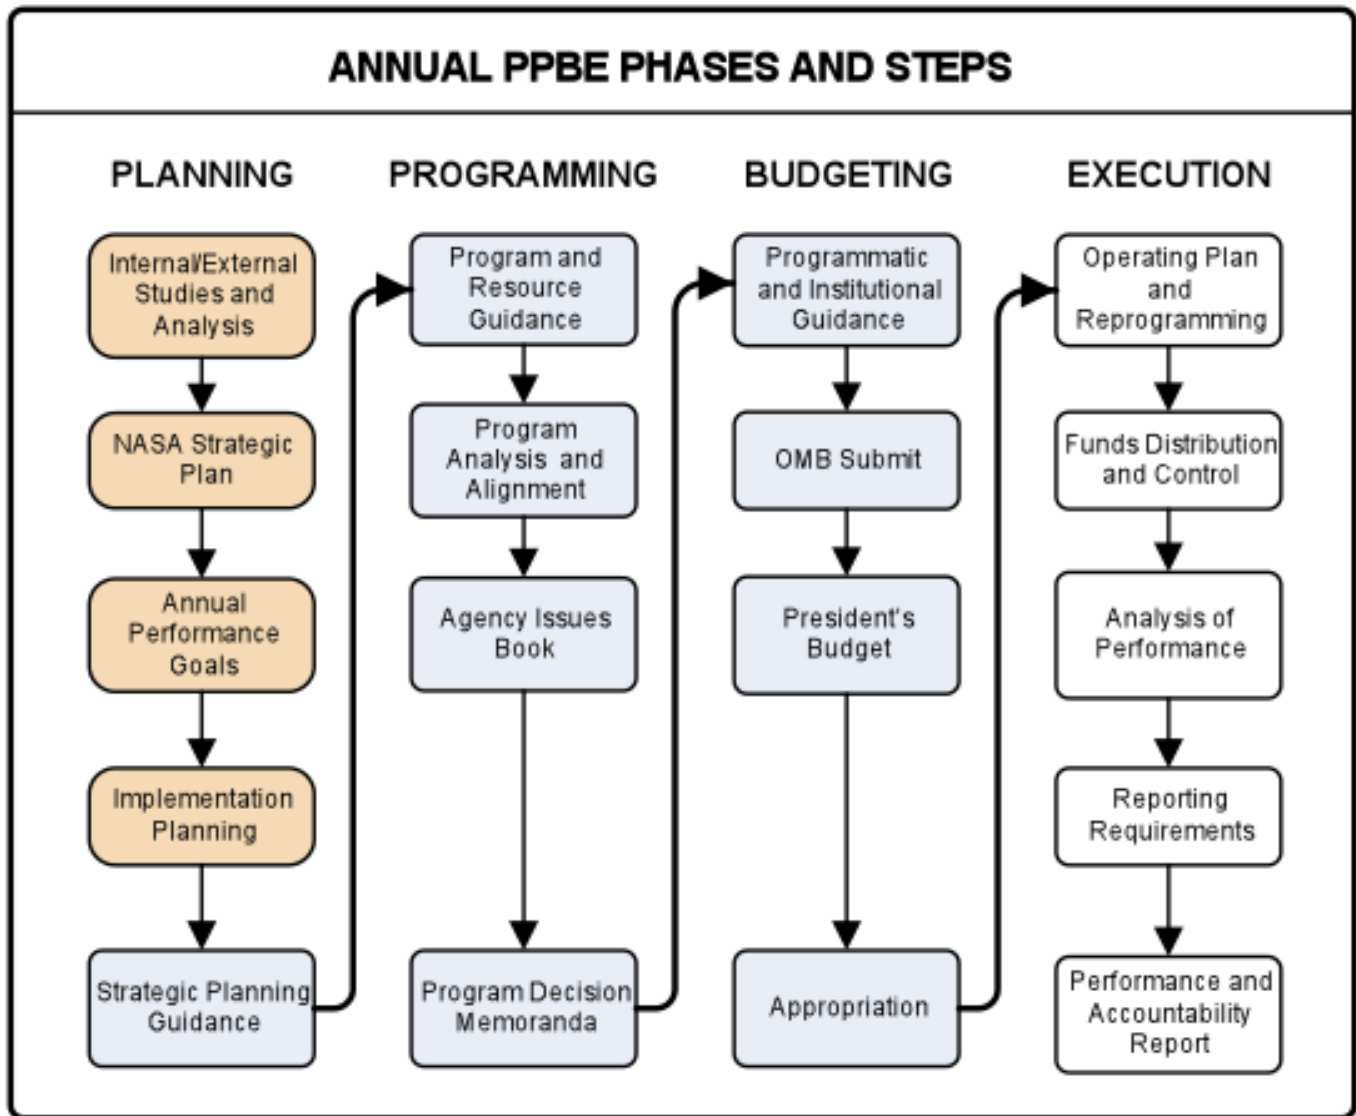 ANNUAL PPBE PHASES AND STEPS
PLANNING
Internal/External
Studies and
Analysis
NASA Strategic
Plan
Annual
Performance
Goals
Implementation
Planning
Strategic Planning
Guidance
PROGRAMMING
Program and
Resource
Guidance
Program
Analysis and
Alignment
Agency Issues
Book
Program Decision
Memoranda
BUDGETING
Programmatic
and Institutional
Guidance
OMB Submit
President's
Budget
Appropriation
EXECUTION
Operating Plan
and
Reprogramming
Funds Distribution
and Control
Analysis of
Performance
Reporting
Requirements
Performance and
Accountability
Report